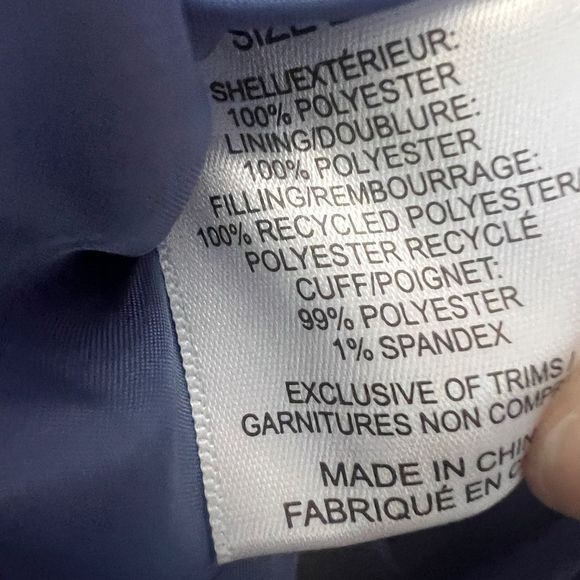 SIZE
SHELL/EXTÉRIEUR:
100% POLYESTER
LINING/DOUBLURE:
100% POLYESTER
FILLING/REMBOURRAGE:
100% RECYCLED POLYESTER/
POLYESTER RECYCLÉ
CUFF/POIGNET:
99% POLYESTER
1% SPANDEX
EXCLUSIVE OF TRIMS
GARNITURES NON
MADE IN
FABRIQUÉ EN